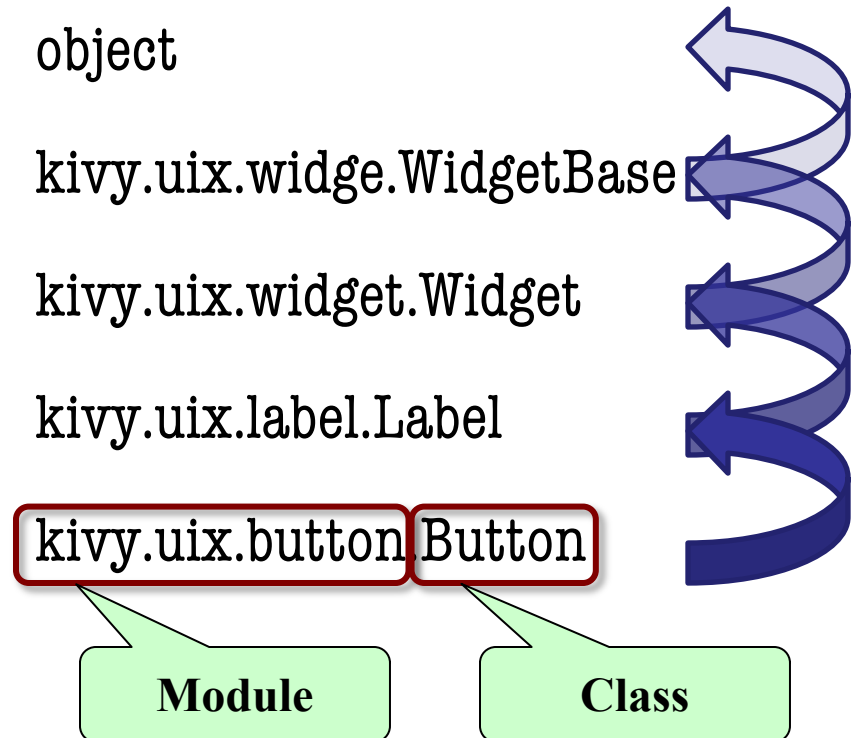 object
kivy.uix.widge.WidgetBase
kivy.uix.widget.Widget
kivy.uix.label.Label
kivy.uix.button.Button
Module Class